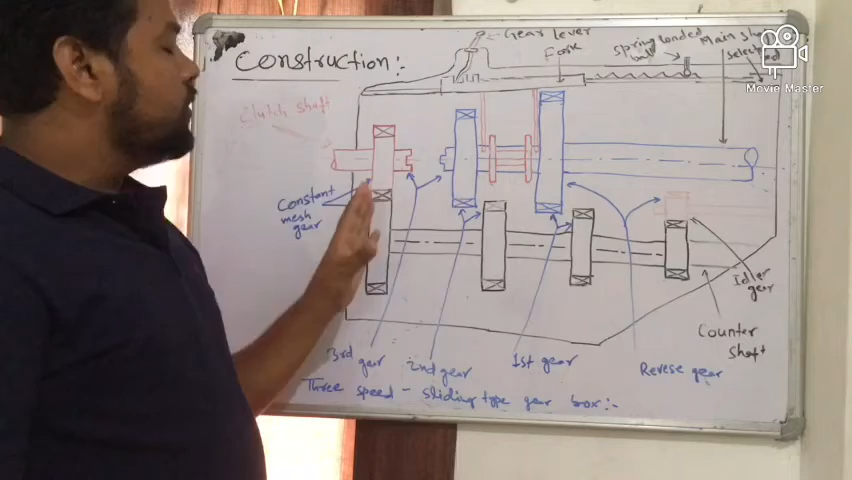 Construction:
Gear lever
Fork
Spring loaded
ball
Main shaft
Movie Master
Clutch shaft
Constant
mesh
gear
Idler
gear
Counter
shaft
3rd gear
2nd gear
1st gear
Revese gear
Three speed - sliding type gear box:-